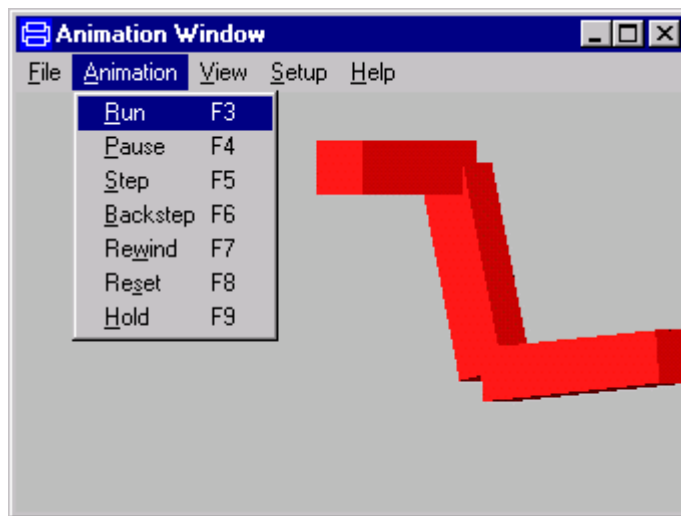 Animation Window
File Animation View Setup Help
Run F3
Pause F4
Step F5
Backstep F6
Rewind F7
Reset F8
Hold F9